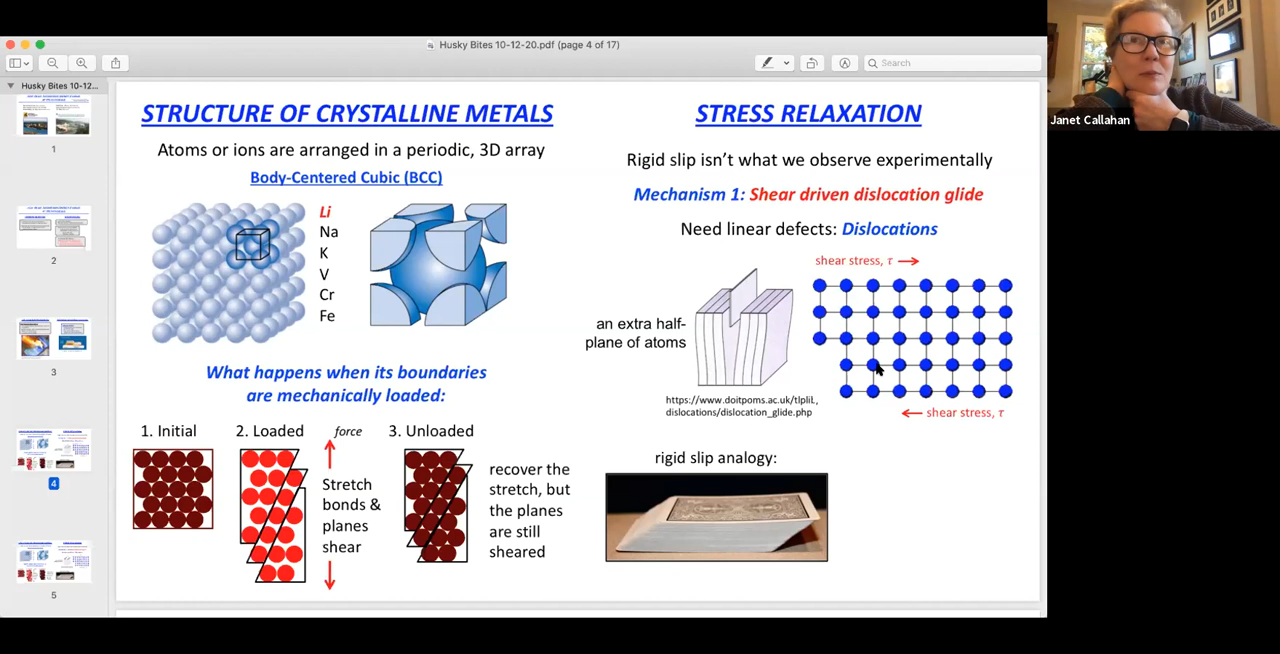 Husky Bites 10-12-20.pdf (page 4 of 17)
Search
Husky Bites 10-12...
1
2
3
4
5
STRUCTURE OF CRYSTALLINE METALS
Atoms or ions are arranged in a periodic, 3D array
Body-Centered Cubic (BCC)
Li
Na
K
V
Cr
Fe
What happens when its boundaries
are mechanically loaded:
1. Initial
2. Loaded
force
3. Unloaded
Stretch
bonds &
planes
shear
recover the
stretch, but
the planes
are still
sheared
STRESS RELAXATION
Rigid slip isn't what we observe experimentally
Mechanism 1: Shear driven dislocation glide
Need linear defects: Dislocations
shear stress, τ
an extra half-
plane of atoms
https://www.doitpoms.ac.uk/tlplib,
dislocations/dislocation_glide.php
shear stress, τ
rigid slip analogy:
Janet Callahan